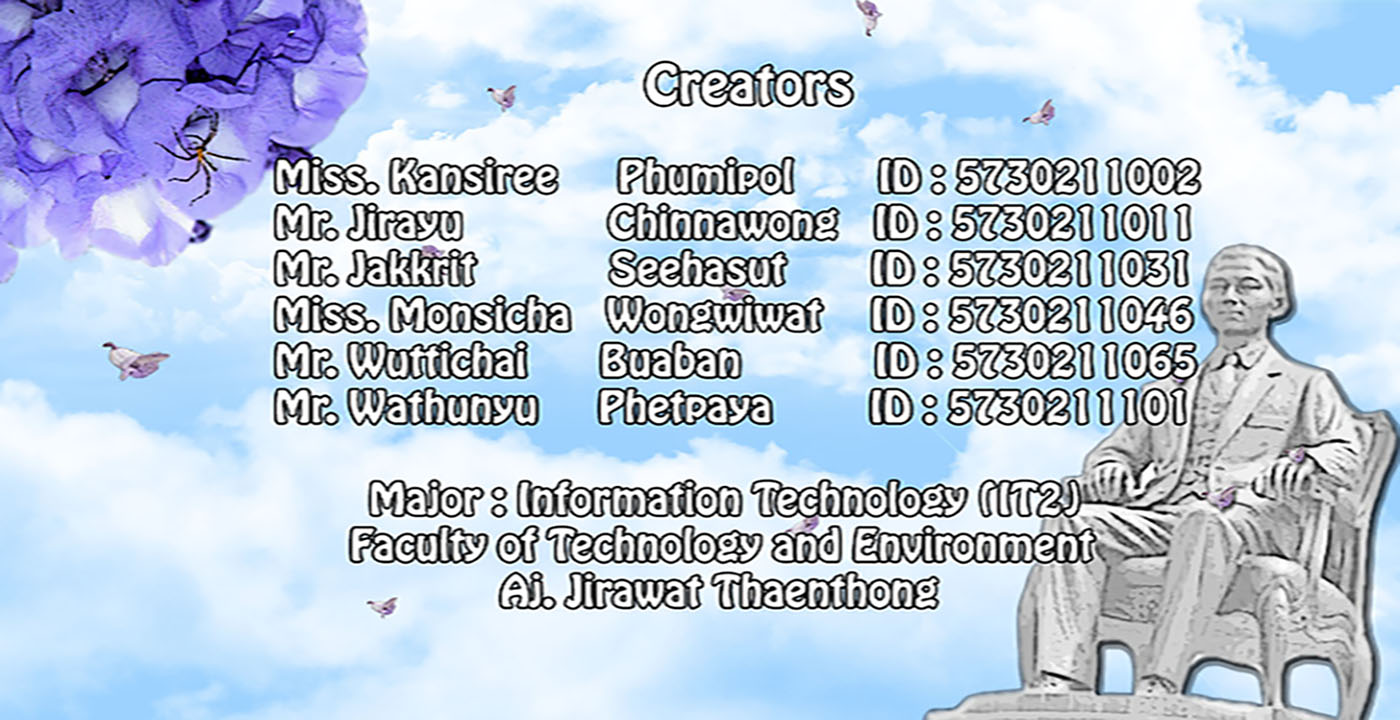 Creators
Miss. Kansiree Phumipol ID : 5730211002
Mr. Jirayu Chinnawong ID : 5730211011
Mr. Jakkrit Seehasut ID : 5730211031
Miss. Monsicha Wongwiwat ID : 5730211046
Mr. Wuttichai Buaban ID : 5730211065
Mr. Wathunyu Phetpaya ID : 5730211101
Major : Information Technology (IT2)
Faculty of Technology and Environment
Aj. Jirawat Thaenthong